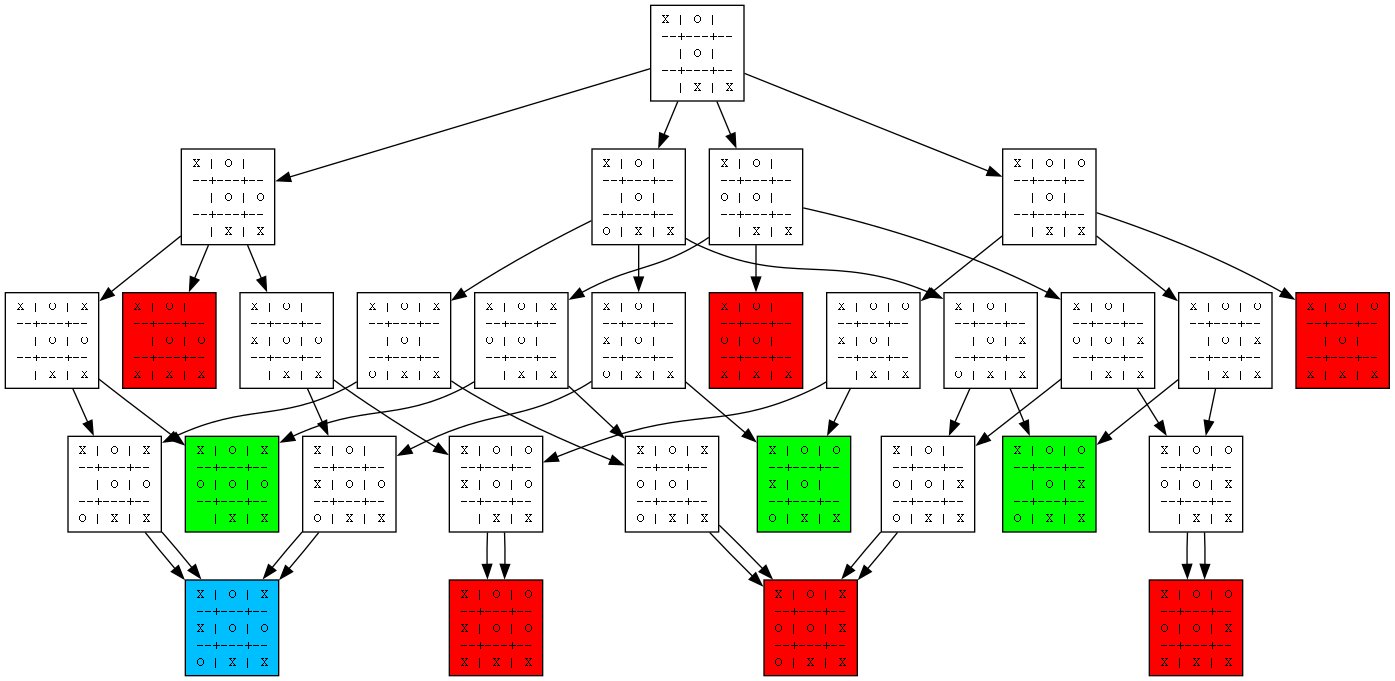 X | O |
--+---+--
  | O |
--+---+--
  | X | X
X | O |
--+---+--
  | O | O
--+---+--
  | X | X
X | O |
--+---+--
  | O |
--+---+--
O | X | X
X | O |
--+---+--
O | O |
--+---+--
  | X | X
X | O | O
--+---+--
  | O |
--+---+--
  | X | X
X | O | X
--+---+--
  | O | O
--+---+--
  | X | X
X | O |
--+---+--
  | O | O
--+---+--
X | X | X
X | O |
--+---+--
X | O | O
--+---+--
  | X | X
X | O | X
--+---+--
  | O |
--+---+--
O | X | X
X | O | X
--+---+--
O | O |
--+---+--
  | X | X
X | O |
--+---+--
X | O |
--+---+--
O | X | X
X | O |
--+---+--
O | O |
--+---+--
X | X | X
X | O | O
--+---+--
X | O |
--+---+--
  | X | X
X | O |
--+---+--
  | O | X
--+---+--
O | X | X
X | O |
--+---+--
O | O | X
--+---+--
  | X | X
X | O | O
--+---+--
  | O | X
--+---+--
  | X | X
X | O | O
--+---+--
  | O |
--+---+--
X | X | X
X | O | X
--+---+--
  | O | O
--+---+--
O | X | X
X | O | X
--+---+--
O | O | O
--+---+--
  | X | X
X | O |
--+---+--
X | O | O
--+---+--
O | X | X
X | O | O
--+---+--
X | O | O
--+---+--
  | X | X
X | O | X
--+---+--
O | O |
--+---+--
O | X | X
X | O | O
--+---+--
X | O |
--+---+--
O | X | X
X | O |
--+---+--
O | O | X
--+---+--
O | X | X
X | O | O
--+---+--
  | O | X
--+---+--
O | X | X
X | O | O
--+---+--
O | O | X
--+---+--
  | X | X
X | O | X
--+---+--
X | O | O
--+---+--
O | X | X
X | O | O
--+---+--
X | O | O
--+---+--
X | X | X
X | O | X
--+---+--
O | O | X
--+---+--
O | X | X
X | O | O
--+---+--
O | O | X
--+---+--
X | X | X